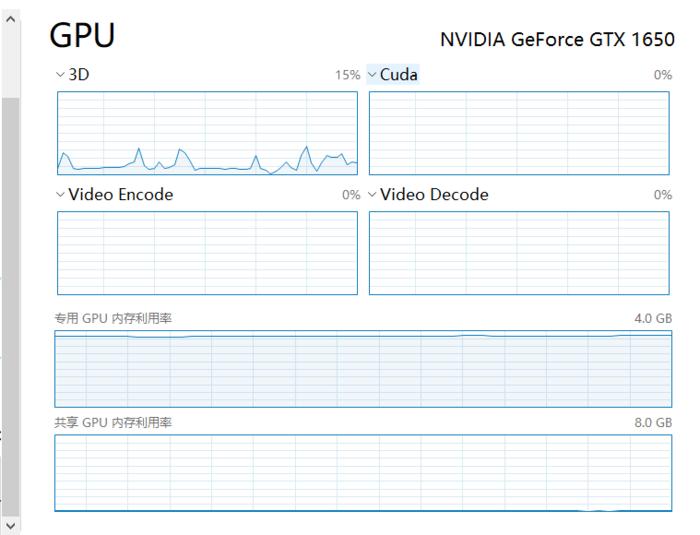 GPU
NVIDIA GeForce GTX 1650
3D 15%
Cuda 0%
Video Encode 0%
Video Decode 0%
专用 GPU 内存利用率 4.0 GB
共享 GPU 内存利用率 8.0 GB